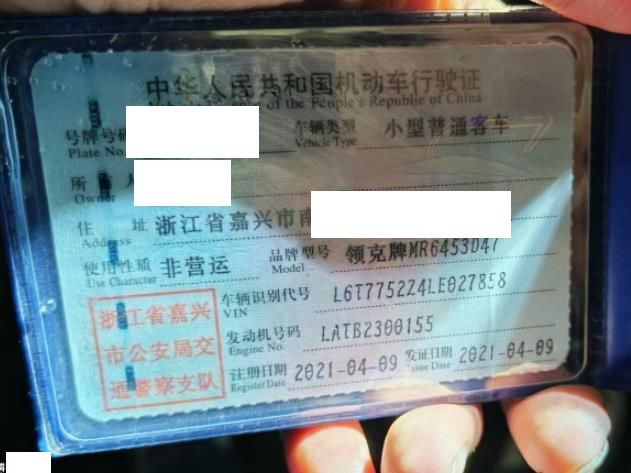 中华人民共和国机动车行驶证
of the People's Republic of China
号牌号码
Plate No.
车辆类型 小型普通客车
Vehicle Type
所 人
Owner
住 址 浙江省嘉兴市南
Address
使用性质 非营运
Use Character
品牌型号 领克牌MR6453D47
Model
浙江省嘉兴
市公安局交
通警察支队
车辆识别代号 L6T7752Z4LE027858
VIN
发动机号码 LATB2300155
Engine No.
注册日期 2021-04-09
Register Date
发证日期 2021-04-09
Issue Date